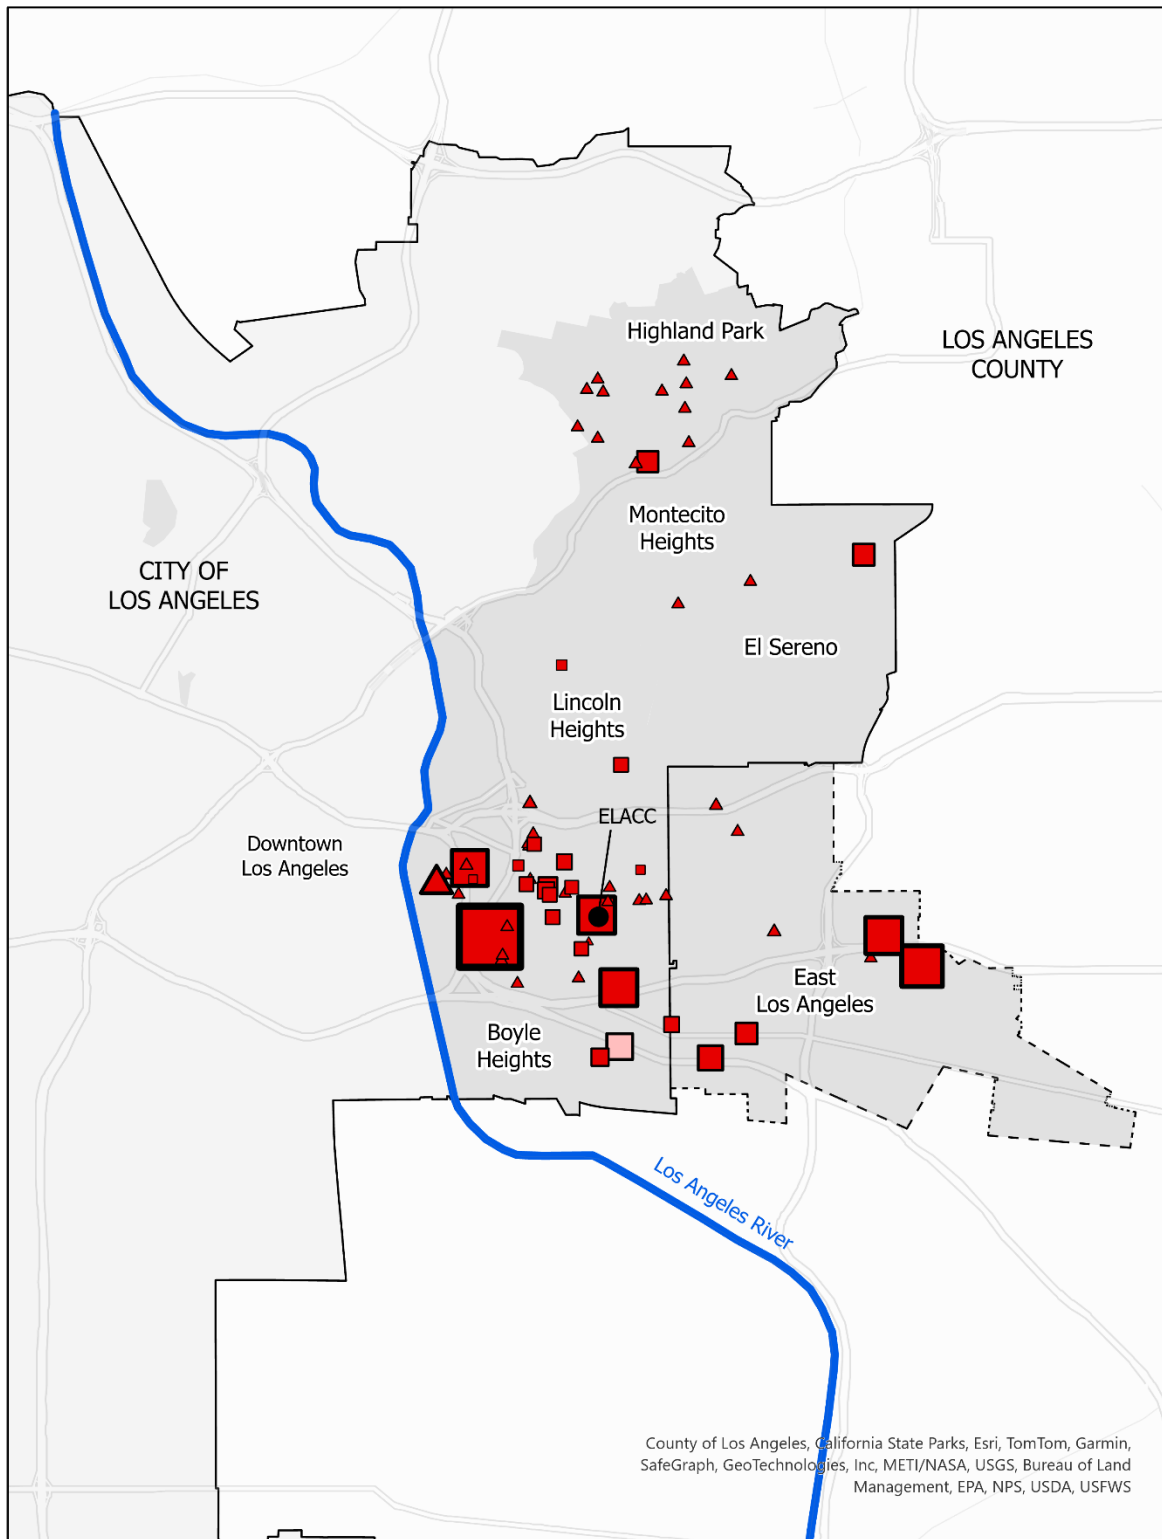 Highland Park
LOS ANGELES
COUNTY
Montecito
Heights
CITY OF
LOS ANGELES
El Sereno
Lincoln
Heights
ELACC
Downtown
Los Angeles
East
Los Angeles
Boyle
Heights
Los Angeles River
County of Los Angeles, California State Parks, Esri, TomTom, Garmin,
SafeGraph, GeoTechnologies, Inc, METI/NASA, USGS, Bureau of Land
Management, EPA, NPS, USDA, USFWS